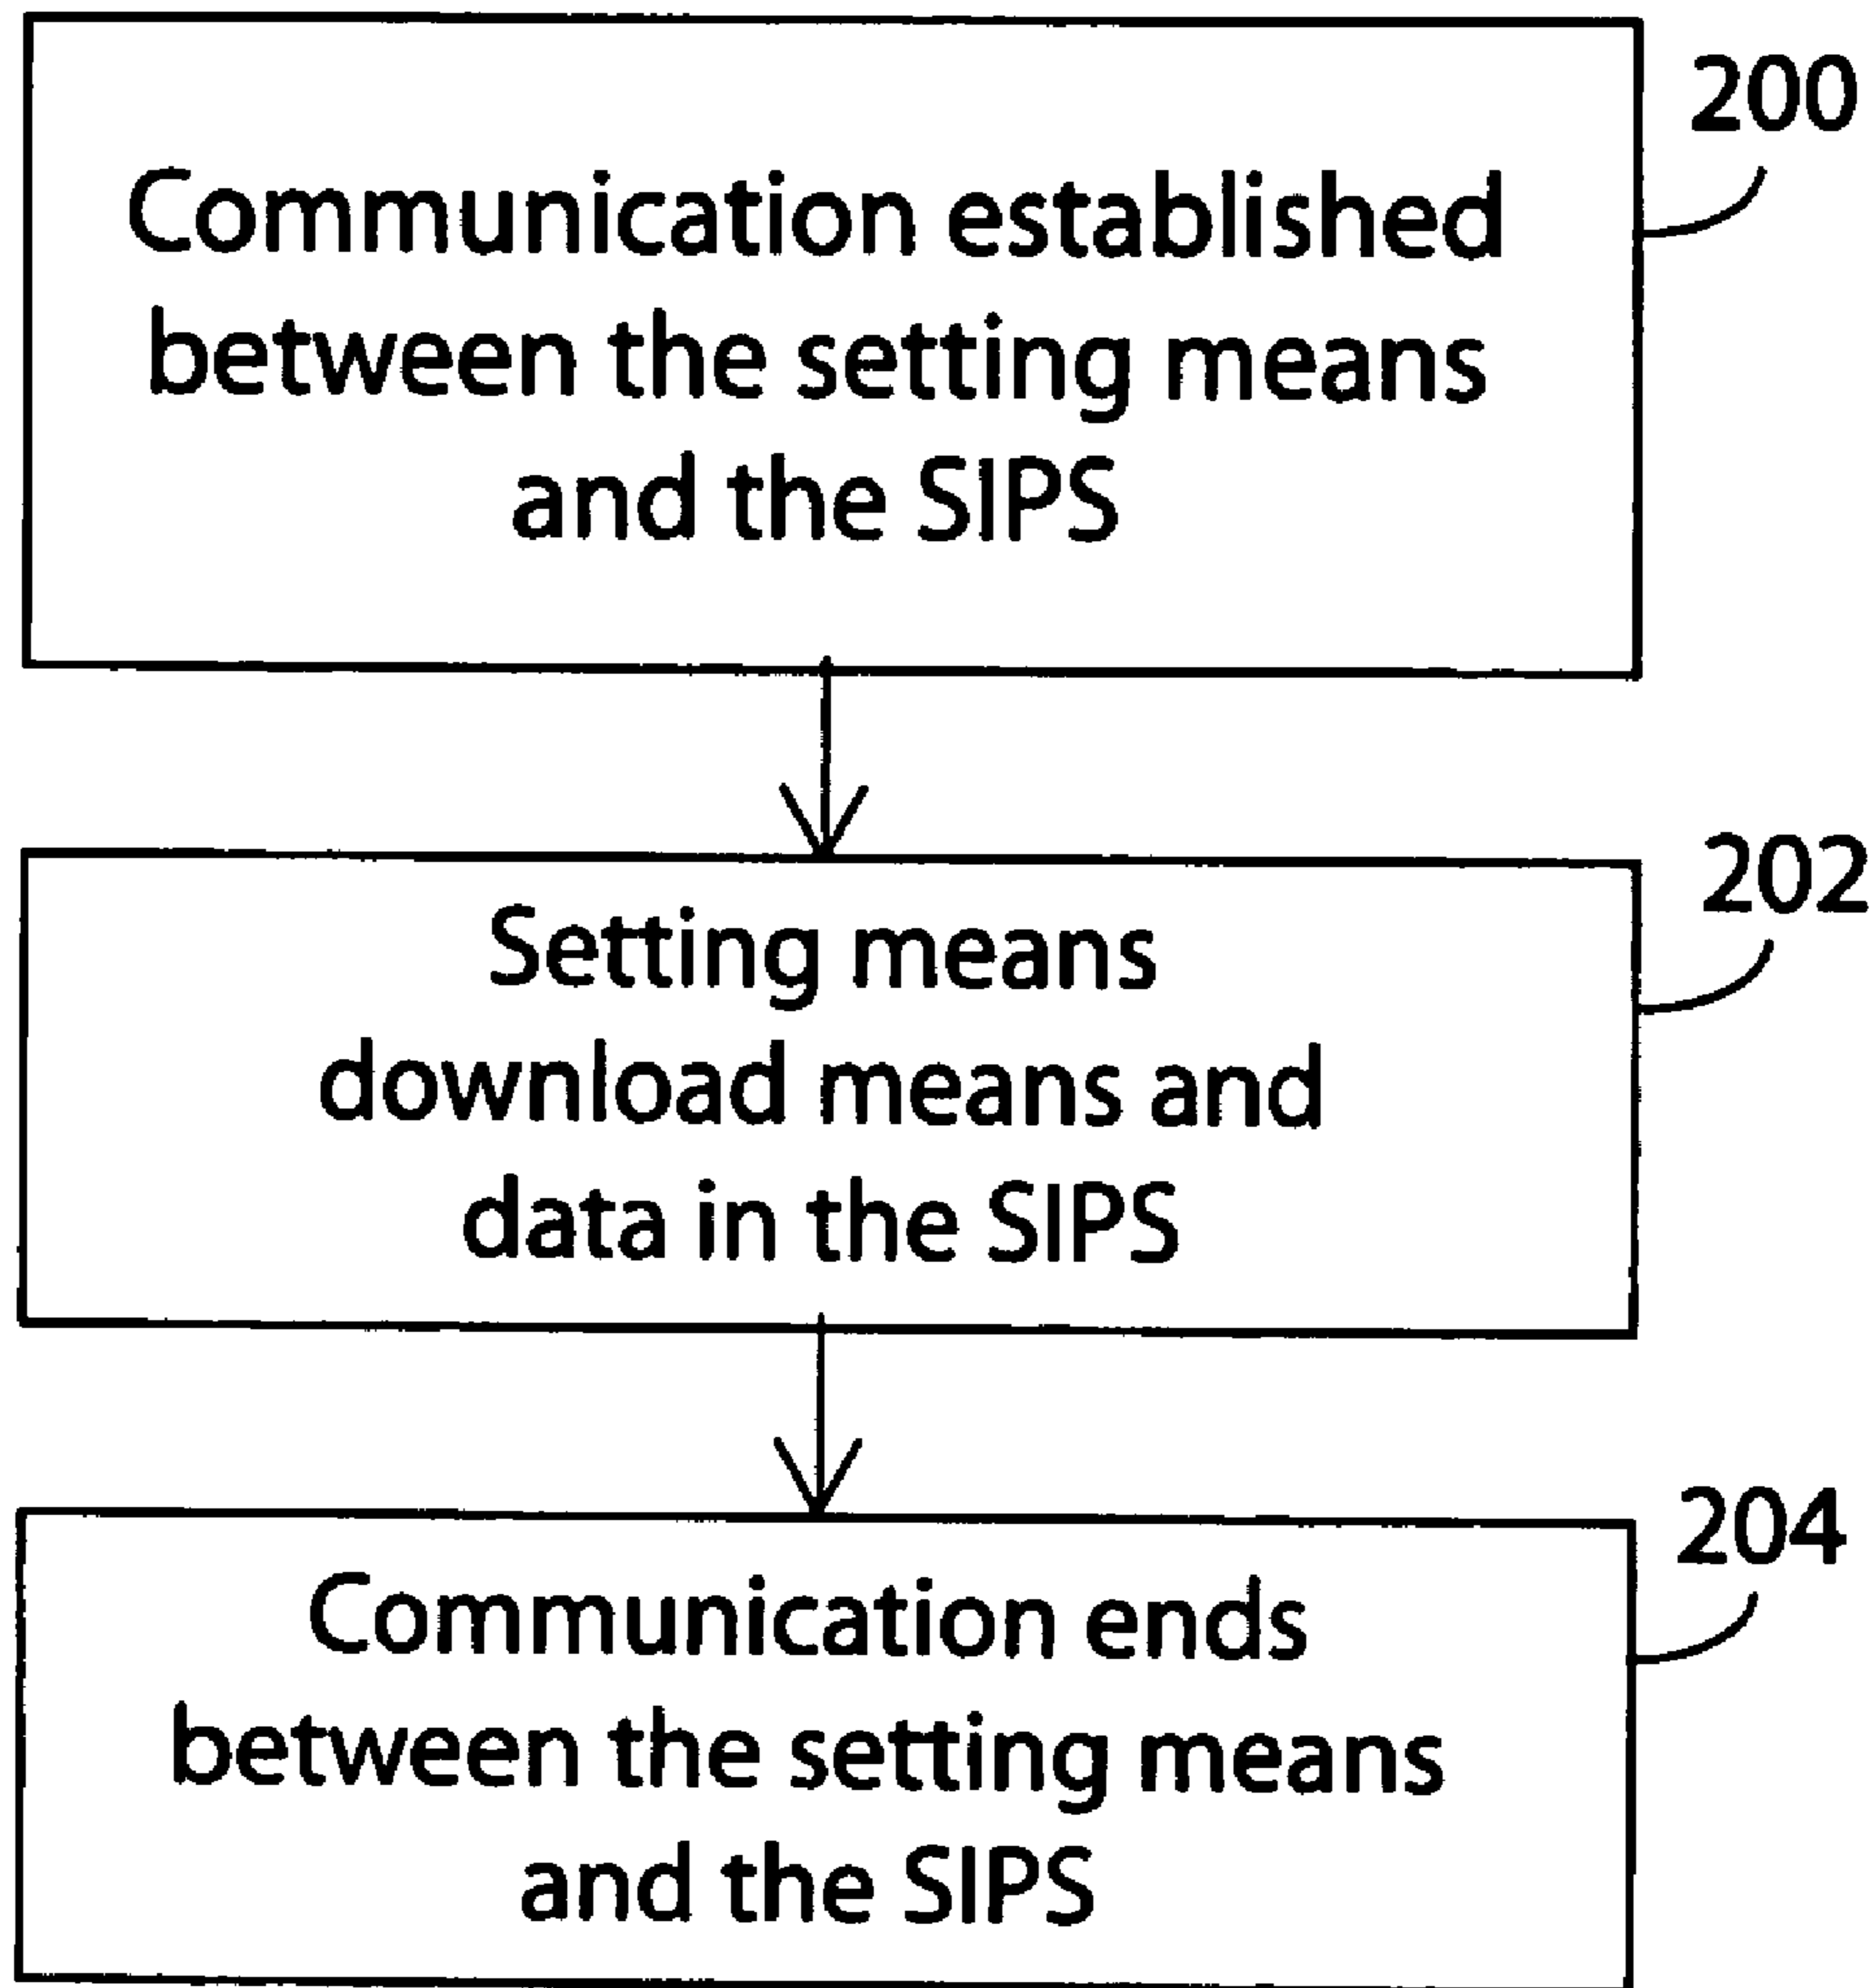 200
Communication established
between the setting means
and the SIPS
202
Setting means
download means and
data in the SIPS
204
Communication ends
between the setting means
and the SIPS